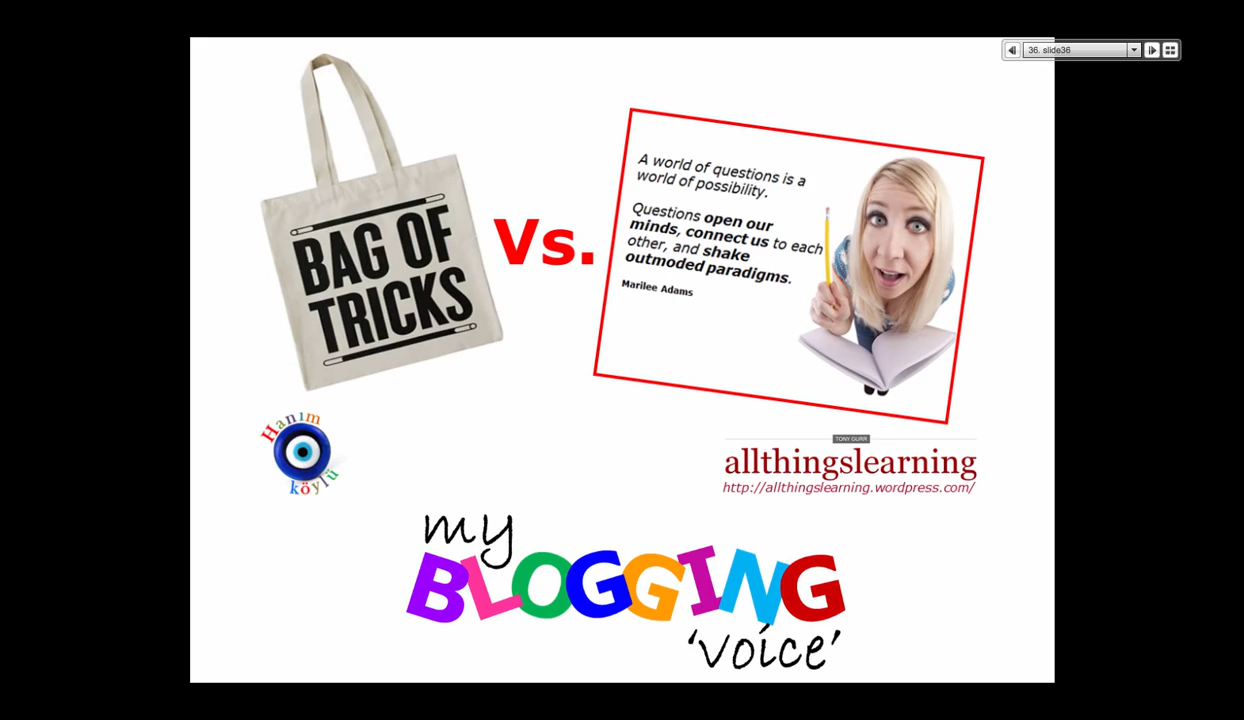 36. slide36
BAG OF
TRICKS
Vs.
A world of questions is a
world of possibility.
Questions open our
minds, connect us to each
other, and shake
outmoded paradigms.
Marilee Adams
Hanım
köylü
TONY GURR
allthingslearning
http://allthingslearning.wordpress.com/
my
BLOGGING
‘voice’